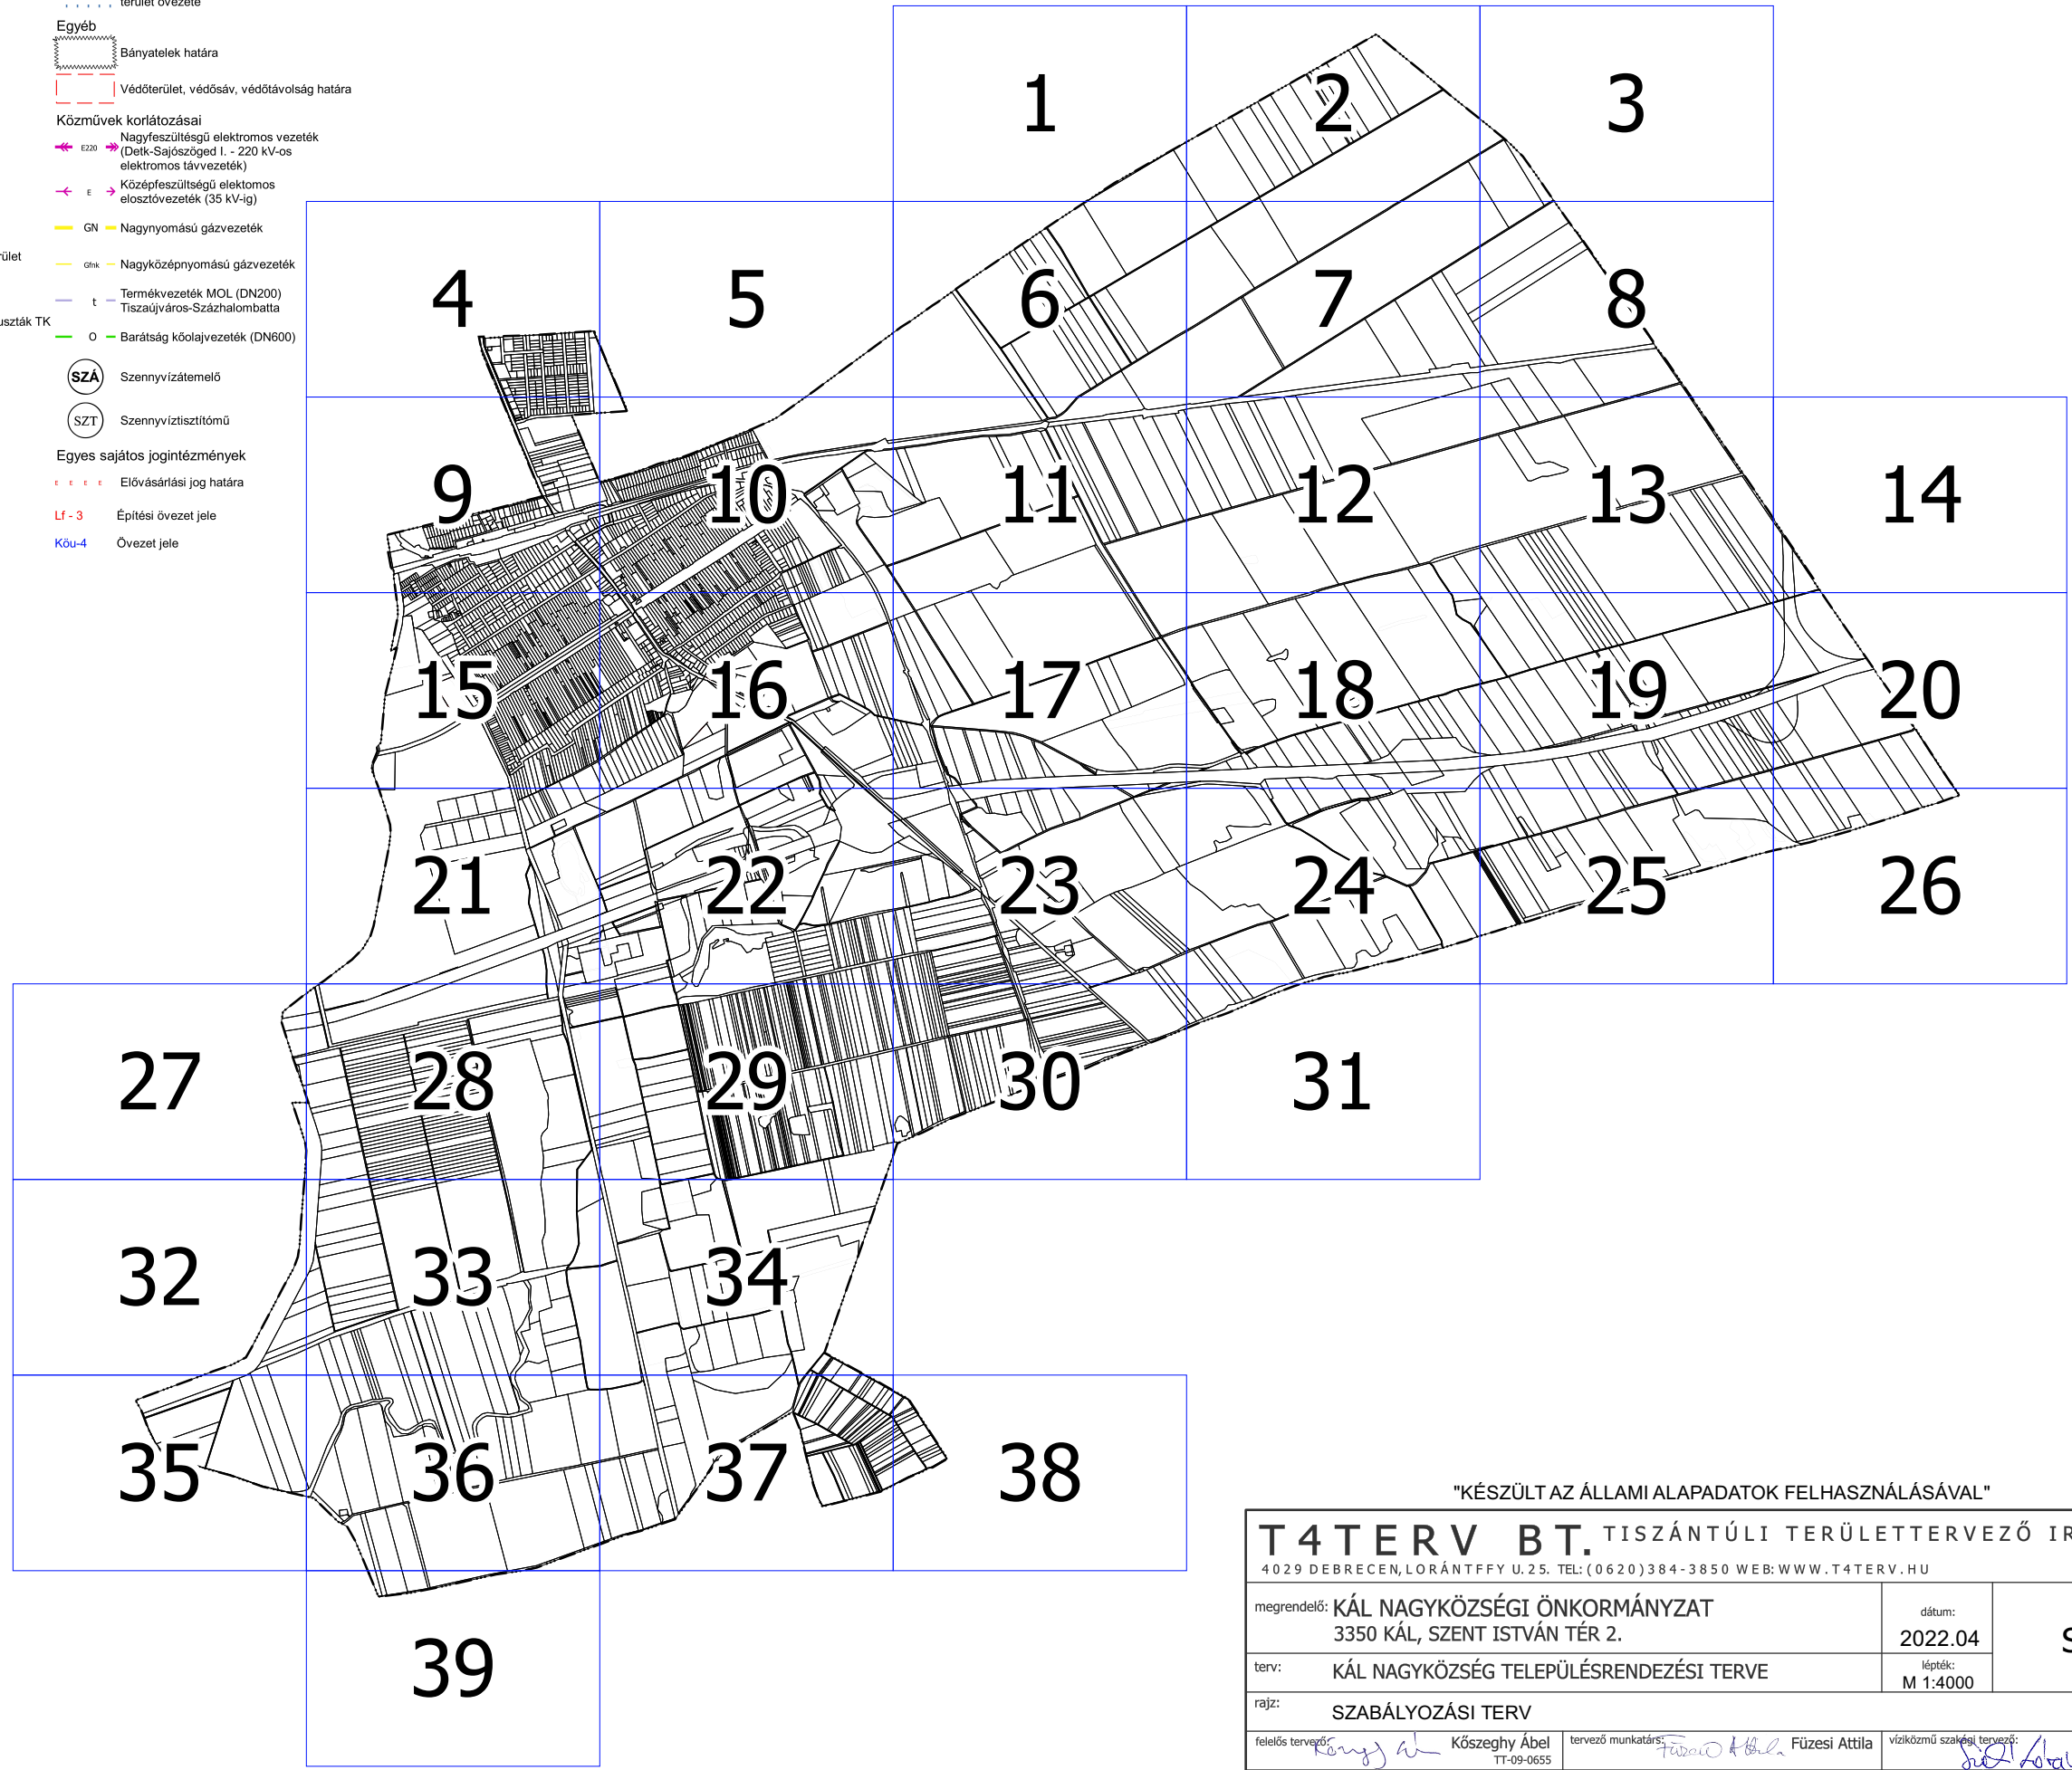 terület övezete
Egyéb
Bányatelek határa
Védőterület, védősáv, védőtávolság határa
Közművek korlátozásai
E220 Nagyfeszültésgű elektromos vezeték
(Detk-Sajószöged I. - 220 kV-os
elektromos távvezeték)
E Középfeszültségű elektomos
elosztóvezeték (35 kV-ig)
GN Nagynyomású gázvezeték
Gfnk Nagyközépnyomású gázvezeték
t Termékvezeték MOL (DN200)
Tiszaújváros-Százhalombatta
O Barátság kőolajvezeték (DN600)
SZÁ Szennyvízátemelő
SZT Szennyvíztisztítómű
Egyes sajátos jogintézmények
E E E E Elővásárlási jog határa
Lf - 3 Építési övezet jele
Köu-4 Övezet jele
1 2 3
4 5 6 7 8
9 10 11 12 13 14
15 16 17 18 19 20
21 22 23 24 25 26
27 28 29 30 31
32 33 34
35 36 37 38
39
"KÉSZÜLT AZ ÁLLAMI ALAPADATOK FELHASZNÁLÁSÁVAL"
T4TERV BT. TISZÁNTÚLI TERÜLETTERVEZŐ
4029 DEBRECEN, LORÁNTFFY U. 25. TEL: (0620)384-3850 WEB: WWW.T4TERV.HU
megrendelő: KÁL NAGYKÖZSÉGI ÖNKORMÁNYZAT
3350 KÁL, SZENT ISTVÁN TÉR 2.
dátum:
2022.04
terv: KÁL NAGYKÖZSÉG TELEPÜLÉSRENDEZÉSI TERVE
lépték:
M 1:4000
rajz: SZABÁLYOZÁSI TERV
felelős tervező: Kőszeghy Ábel
TT-09-0655
tervező munkatárs: Füzesi Attila
víziközmű szakági tervező: